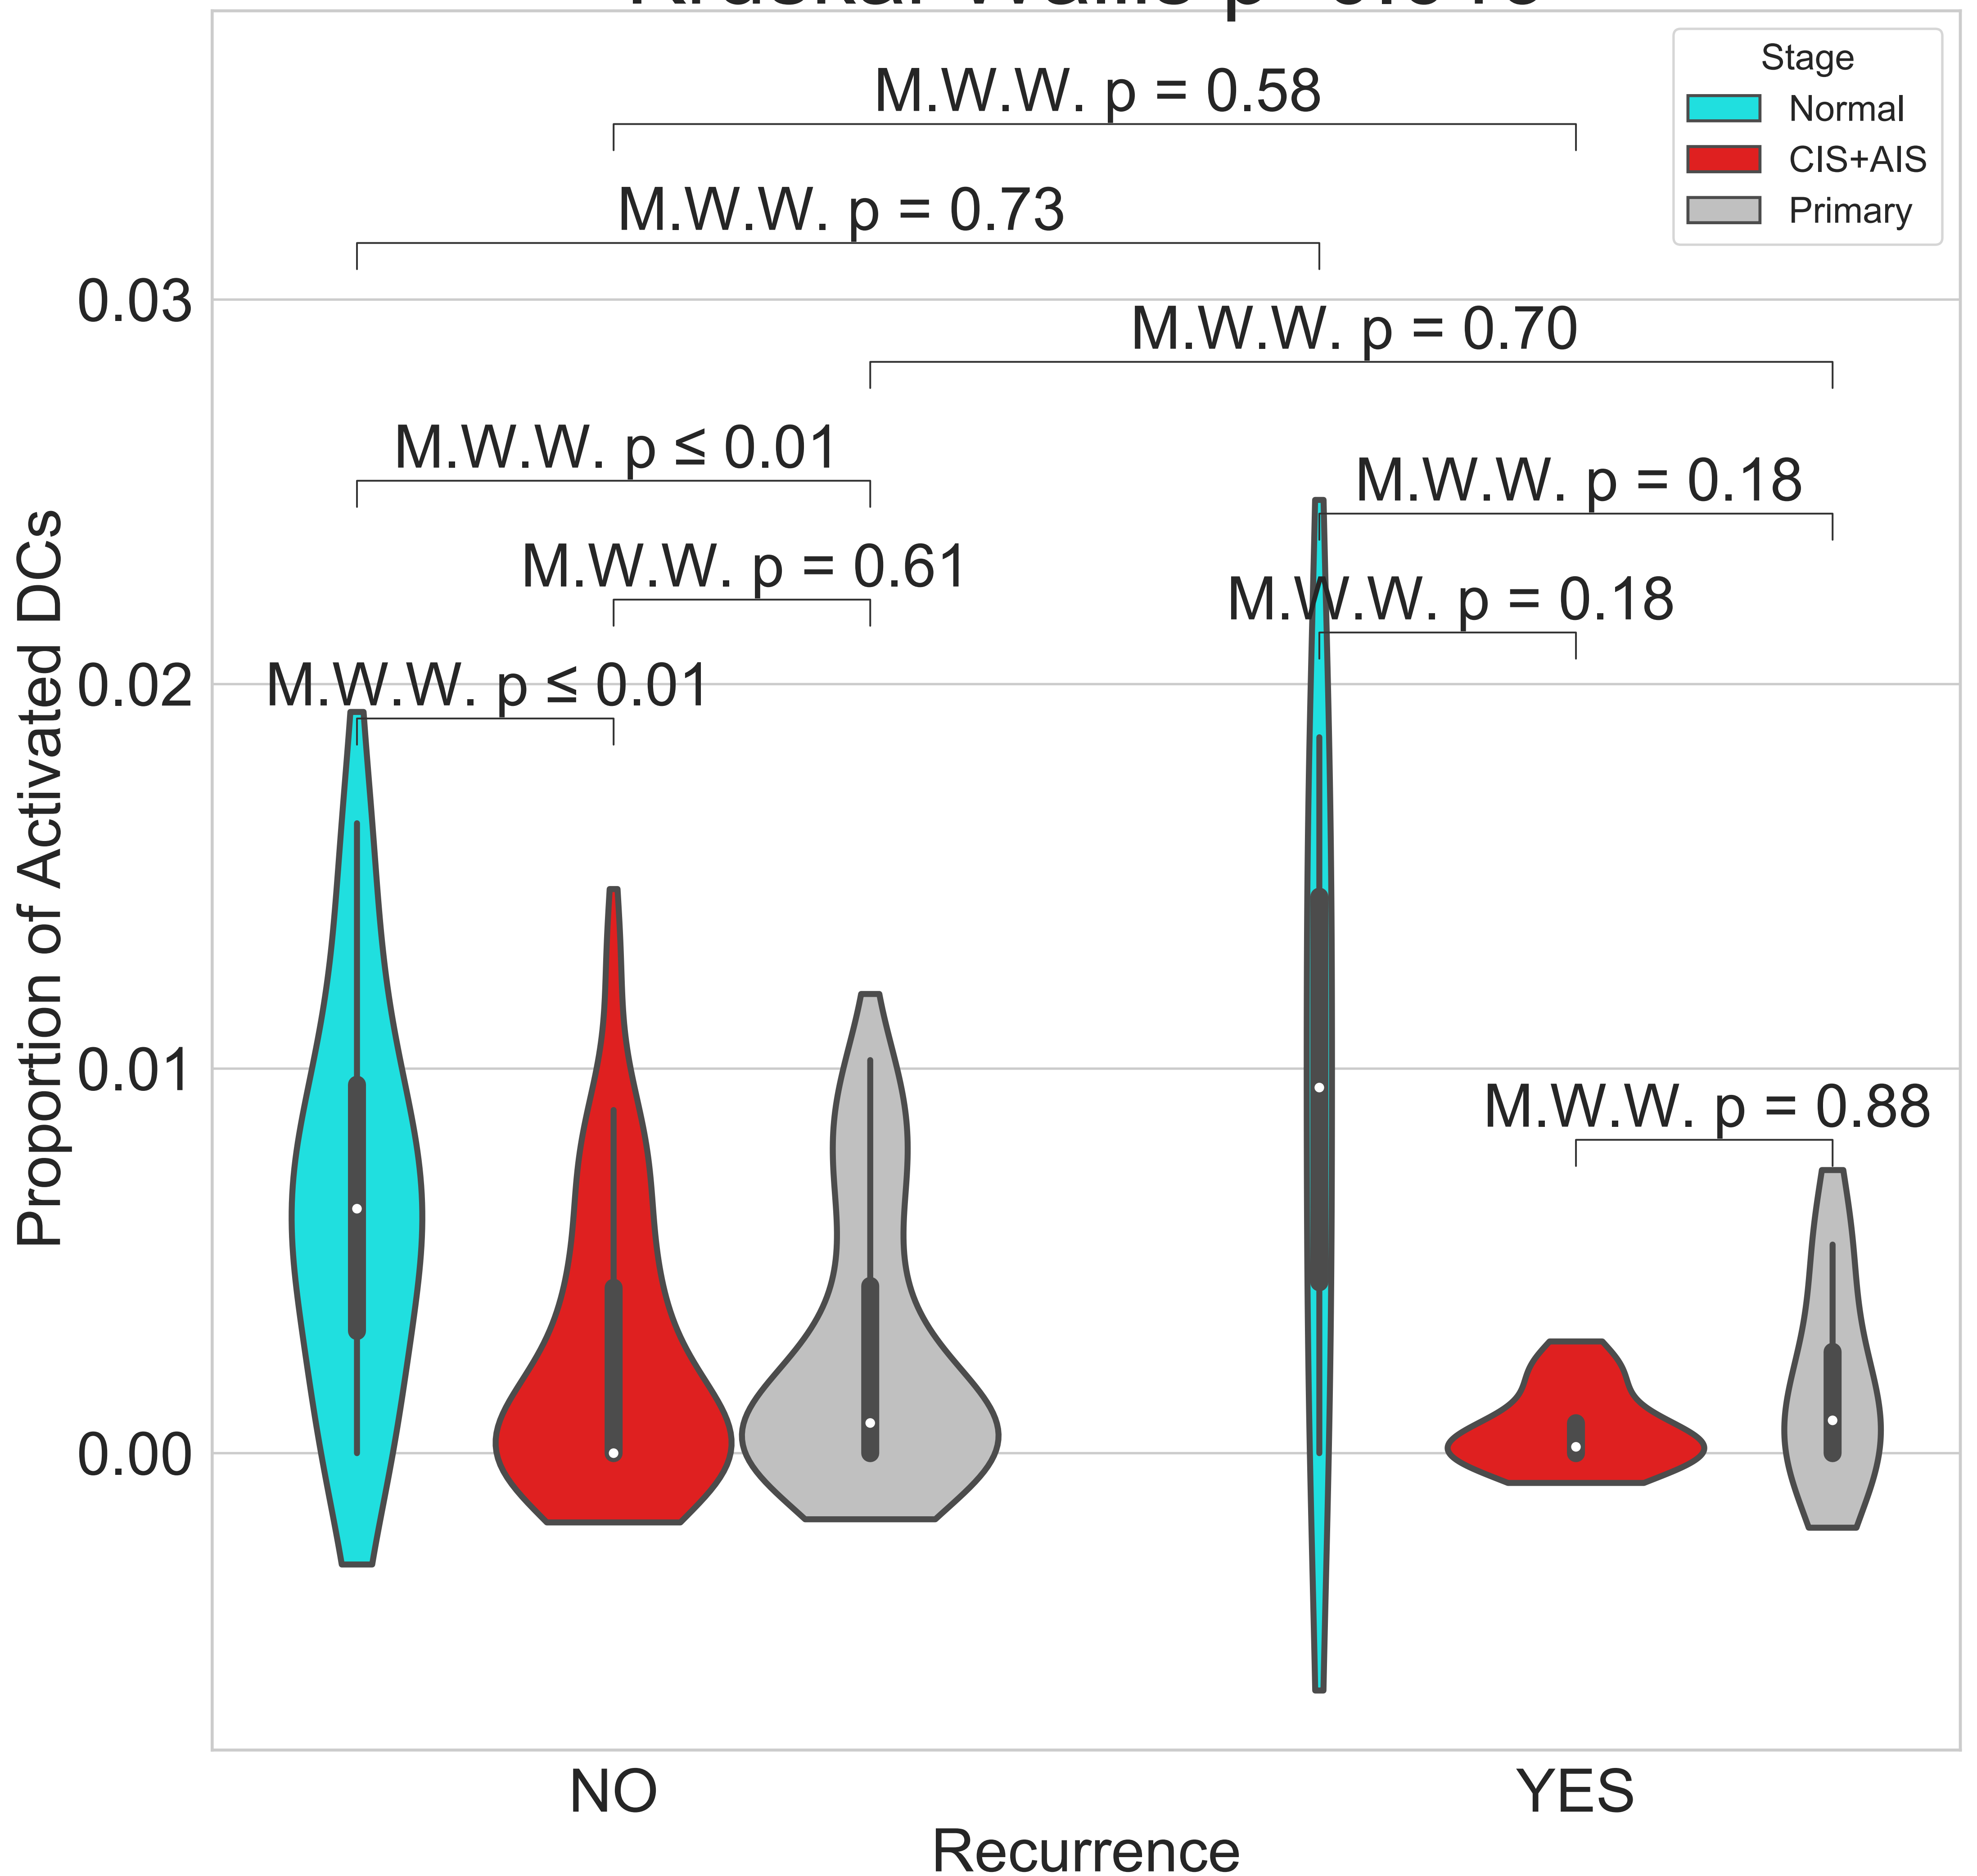 Stage
Normal
CIS+AIS
Primary
M.W.W. p = 0.58
M.W.W. p = 0.73
M.W.W. p = 0.70
M.W.W. p ≤ 0.01
M.W.W. p = 0.18
M.W.W. p = 0.61
M.W.W. p = 0.18
M.W.W. p ≤ 0.01
M.W.W. p = 0.88
0.03
0.02
0.01
0.00
Proportion of Activated DCs
NO
YES
Recurrence